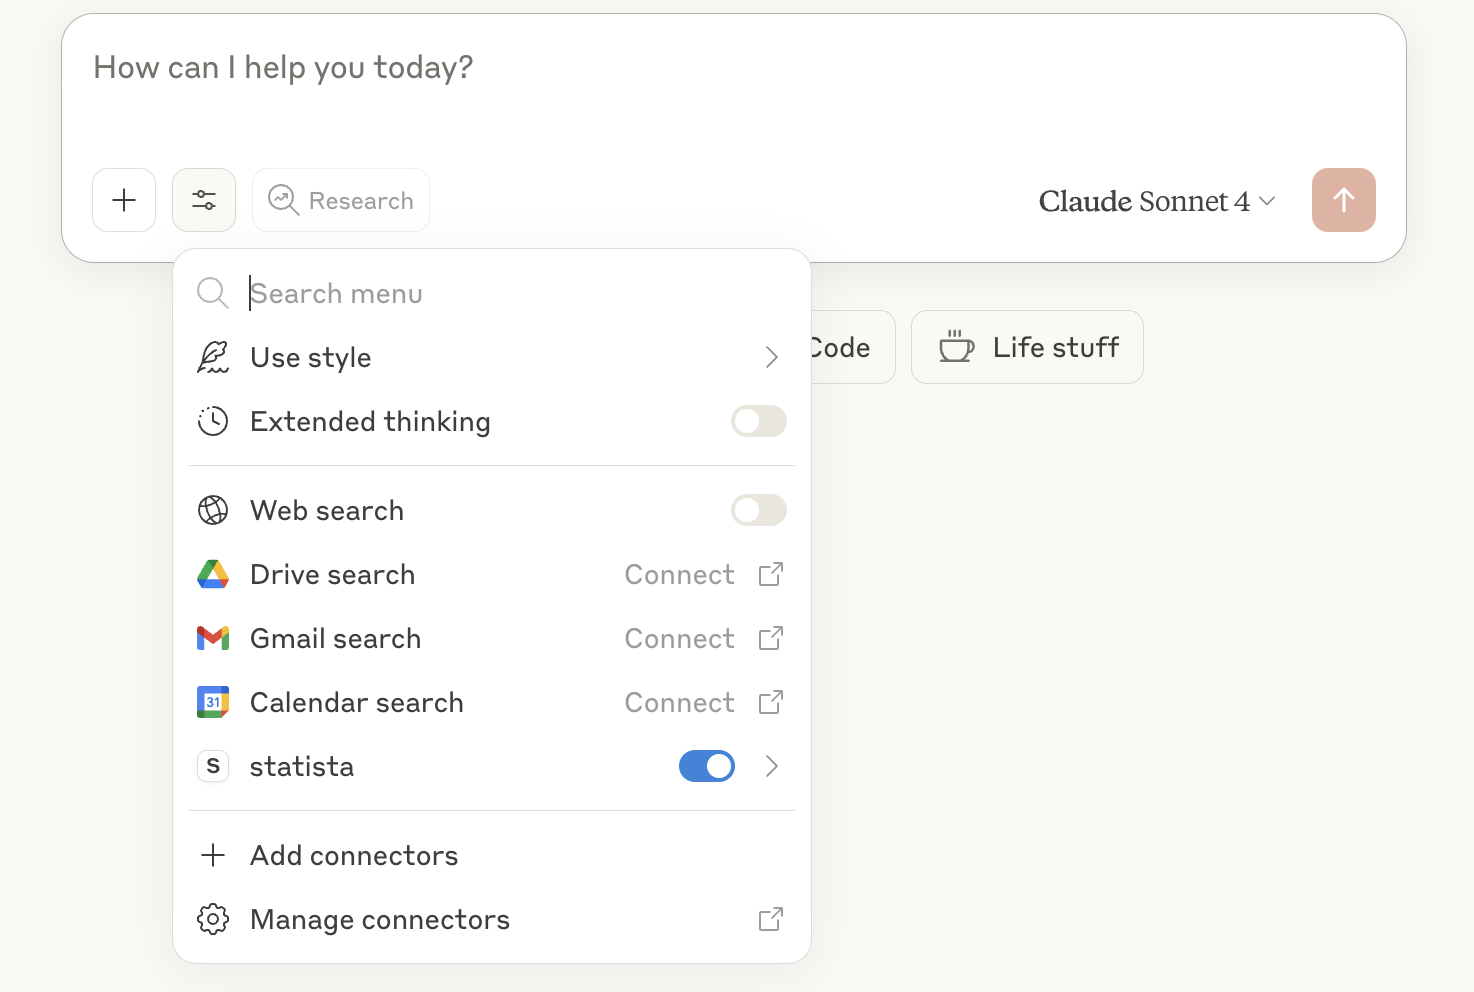 How can I help you today?
Research
Claude Sonnet 4
Search menu
Use style
Code
Life stuff
Extended thinking
Web search
Drive search Connect
Gmail search Connect
31
Calendar search Connect
S
statista
Add connectors
Manage connectors